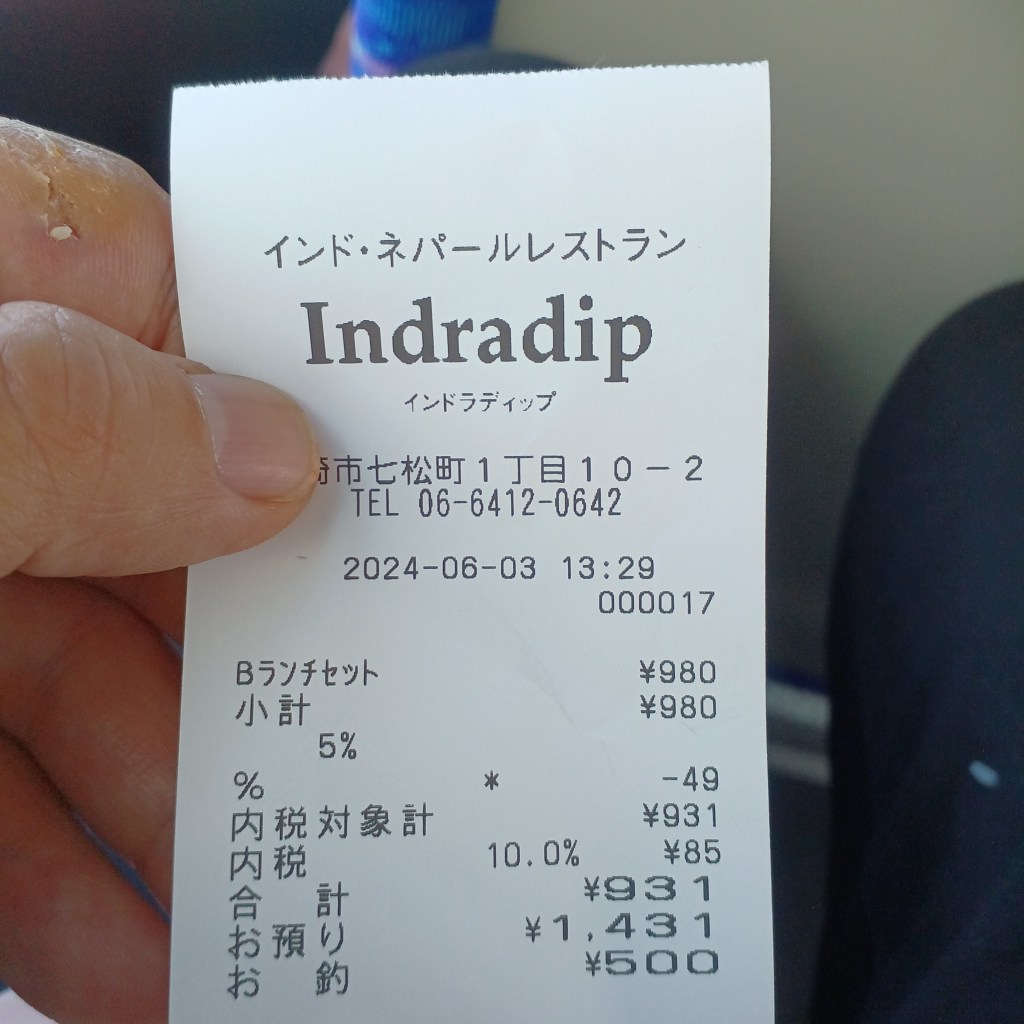 インド・ネパールレストラン
Indradip
インドラディップ
崎市七松町1丁目10-2
TEL 06-6412-0642
2024-06-03 13:29
000017
Bランチセット ¥980
小計 ¥980
5%
% * -49
内税対象計 ¥931
内税 10.0% ¥85
合計 ¥931
お預り ¥1,431
お釣 ¥500